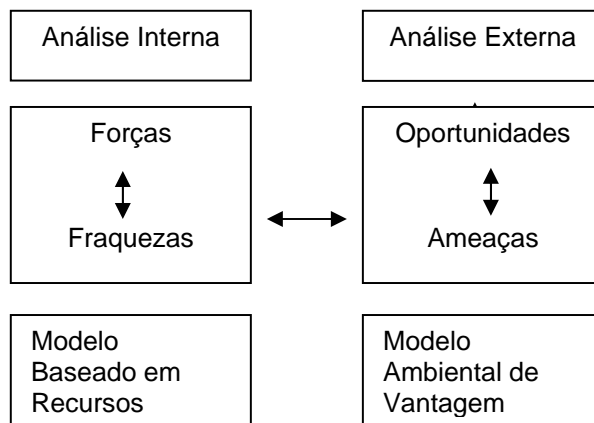 Análise Interna
Análise Externa
Forças
Fraquezas
Oportunidades
Ameaças
Modelo
Baseado em
Recursos
Modelo
Ambiental de
Vantagem